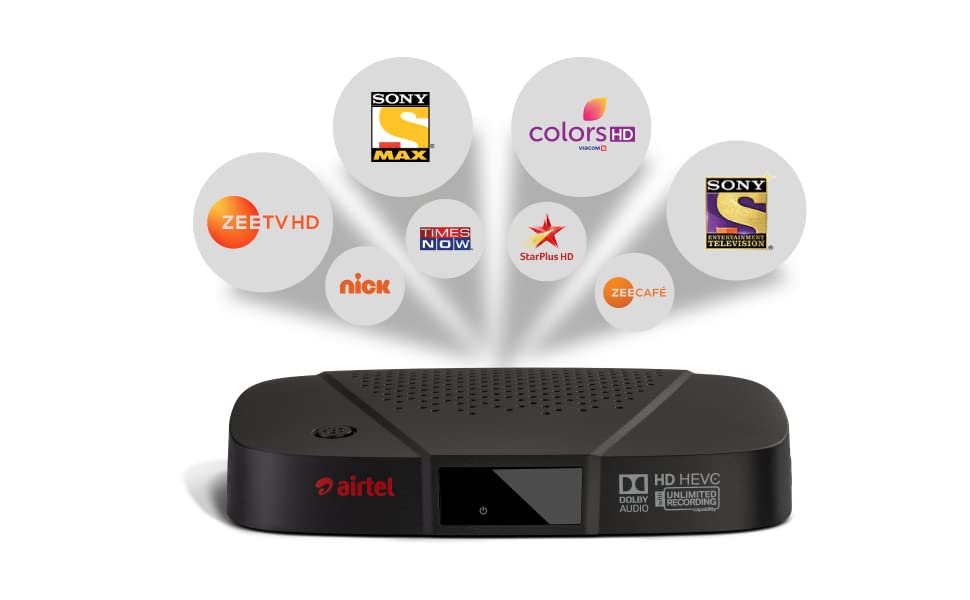 SONY
S
MAX
colors HD
VIACOM 18
SONY
S
ENTERTAINMENT
TELEVISION
ZEE TV HD
TIMES
NOW
StarPlus HD
nick
ZEE CAFÉ
airtel
DOLBY
AUDIO
HD HEVC
UNLIMITED
RECORDING
capability